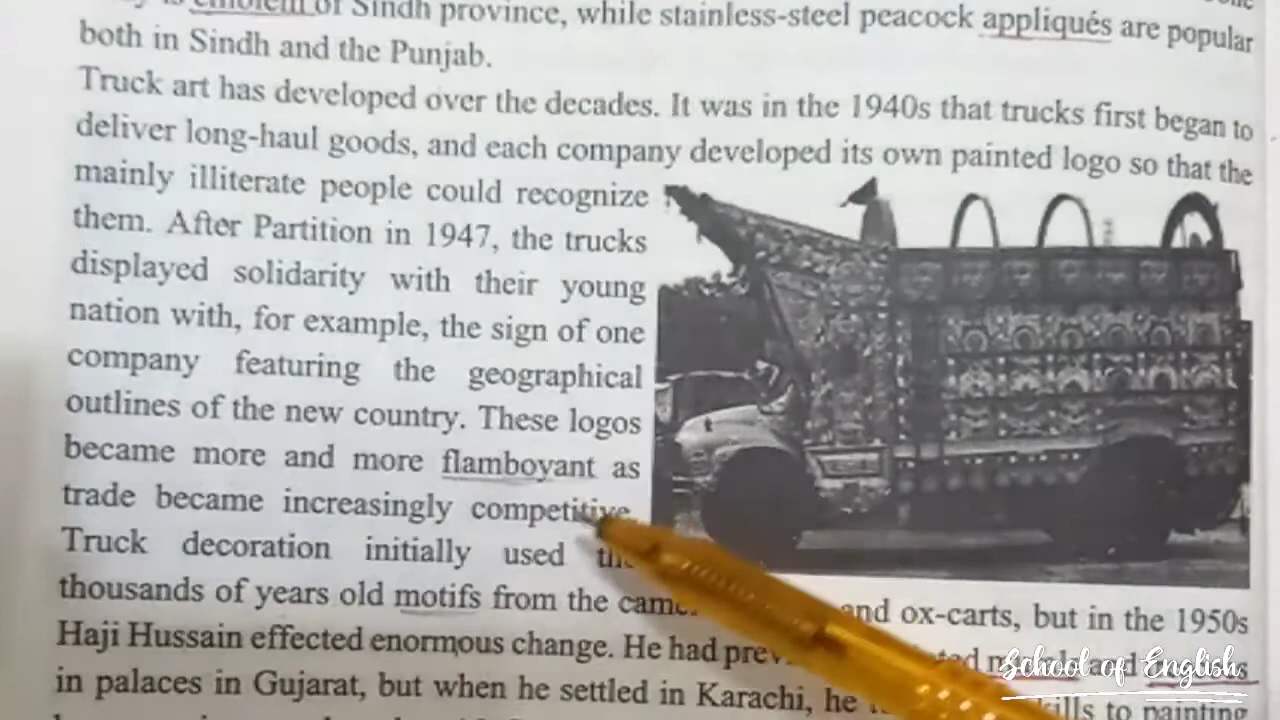 emblem of Sindh province, while stainless-steel peacock appliqués are popular
both in Sindh and the Punjab.
Truck art has developed over the decades. It was in the 1940s that trucks first began to
deliver long-haul goods, and each company developed its own painted logo so that the
mainly illiterate people could recognize
them. After Partition in 1947, the trucks
displayed solidarity with their young
nation with, for example, the sign of one
company featuring the geographical
outlines of the new country. These logos
became more and more flamboyant as
trade became increasingly competitive.
Truck decoration initially used the
thousands of years old motifs from the and ox-carts, but in the 1950s
Haji Hussain effected enormous change. He had and
in palaces in Gujarat, but when he settled in Karachi, he to painting
School of English